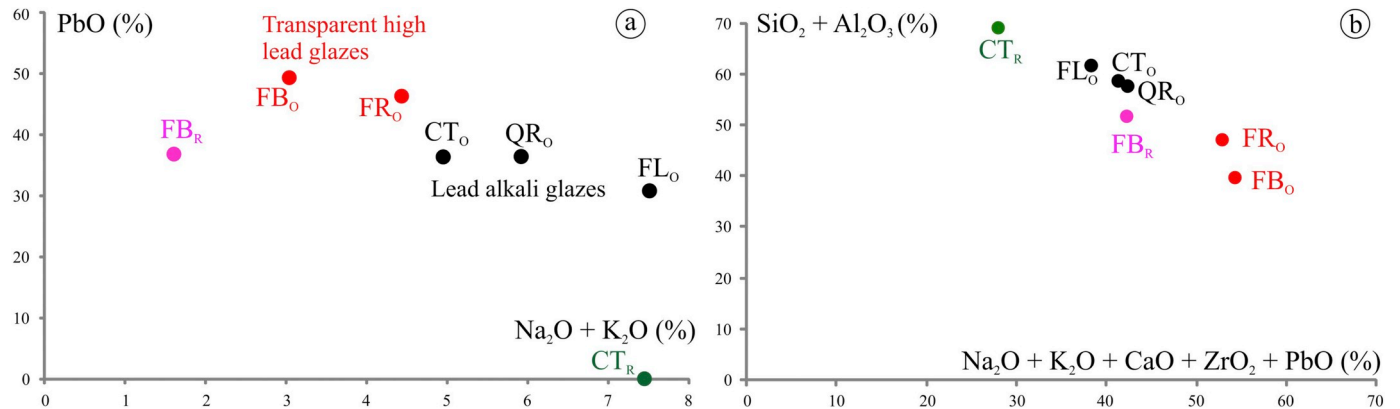 60 PbO (%) Transparent high a
lead glazes
50
FB_O
FR_O
40
FB_R
CT_O QR_O
FL_O
30
Lead alkali glazes
20
10
Na₂O + K₂O (%)
CT_R
0
0 1 2 3 4 5 6 7 8
70 SiO₂ + Al₂O₃ (%) b
CT_R
60
FL_O CT_O
QR_O
50
FB_R FR_O
40
FB_O
30
20
10
Na₂O + K₂O + CaO + ZrO₂ + PbO (%)
0
0 10 20 30 40 50 60 70